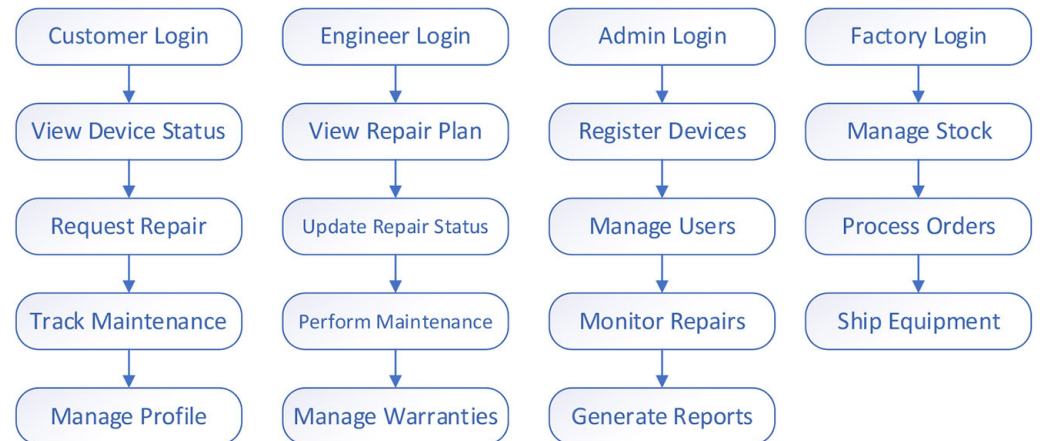 Customer Login
Engineer Login
Admin Login
Factory Login
View Device Status
View Repair Plan
Register Devices
Manage Stock
Request Repair
Update Repair Status
Manage Users
Process Orders
Track Maintenance
Perform Maintenance
Monitor Repairs
Ship Equipment
Manage Profile
Manage Warranties
Generate Reports